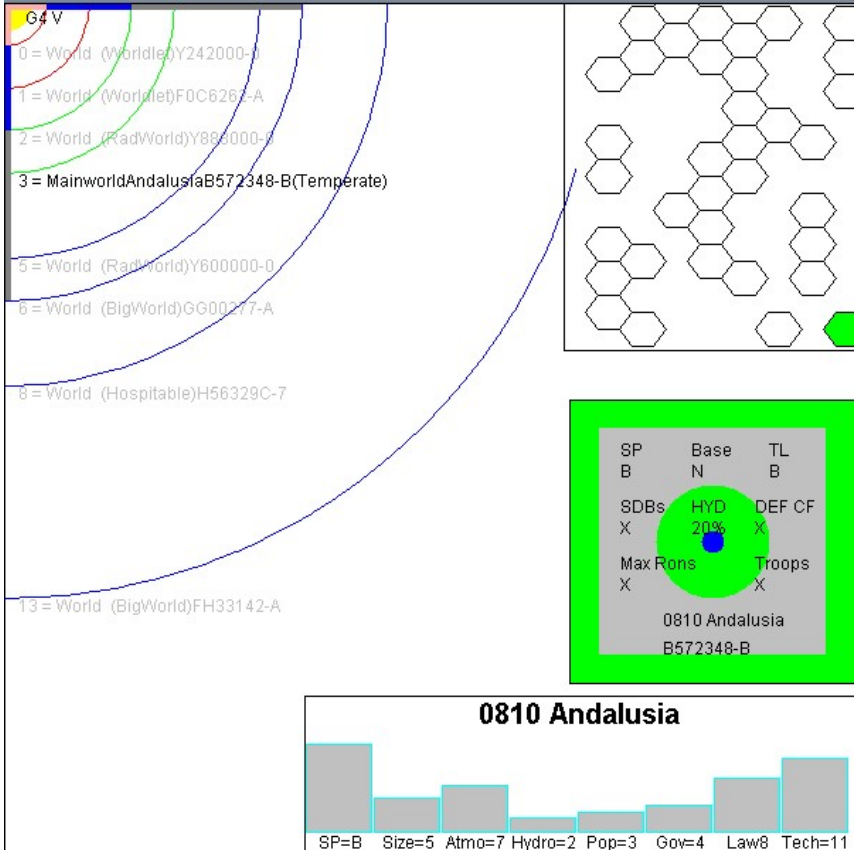 G4 V
0 = World (Worldlet)Y242000-0
1 = World (Worldlet)F0C6262-A
2 = World (RadWorld)Y888000-0
3 = MainworldAndalusiaB572348-B(Temperate)
5 = World (RadWorld)Y600000-0
6 = World (BigWorld)GG00277-A
8 = World (Hospitable)H56329C-7
13 = World (BigWorld)FH33142-A
SP Base TL
B N B
SDBs HYD DEF CF
X 20% X
Max Rons Troops
X X
0810 Andalusia
B572348-B
0810 Andalusia
SP=B Size=5 Atmo=7 Hydro=2 Pop=3 Gov=4 Law8 Tech=11